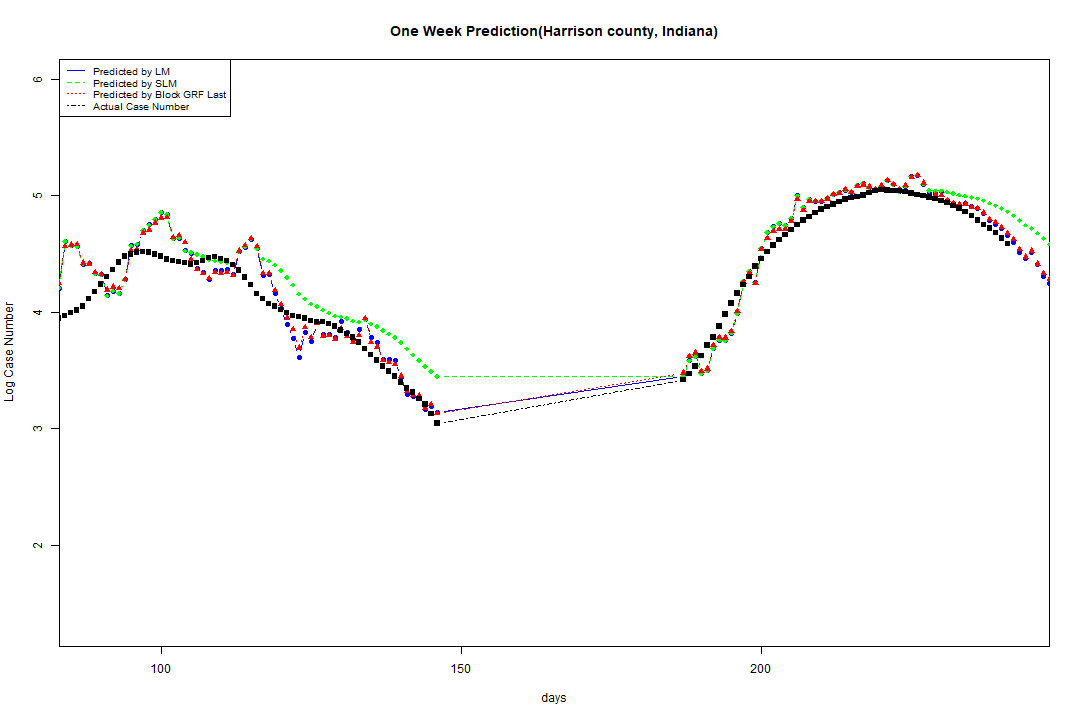 One Week Prediction(Harrison county, Indiana)
Predicted by LM
Predicted by SLM
Predicted by Block GRF Last
Actual Case Number
6
5
4
3
2
Log Case Number
100 150 200
days